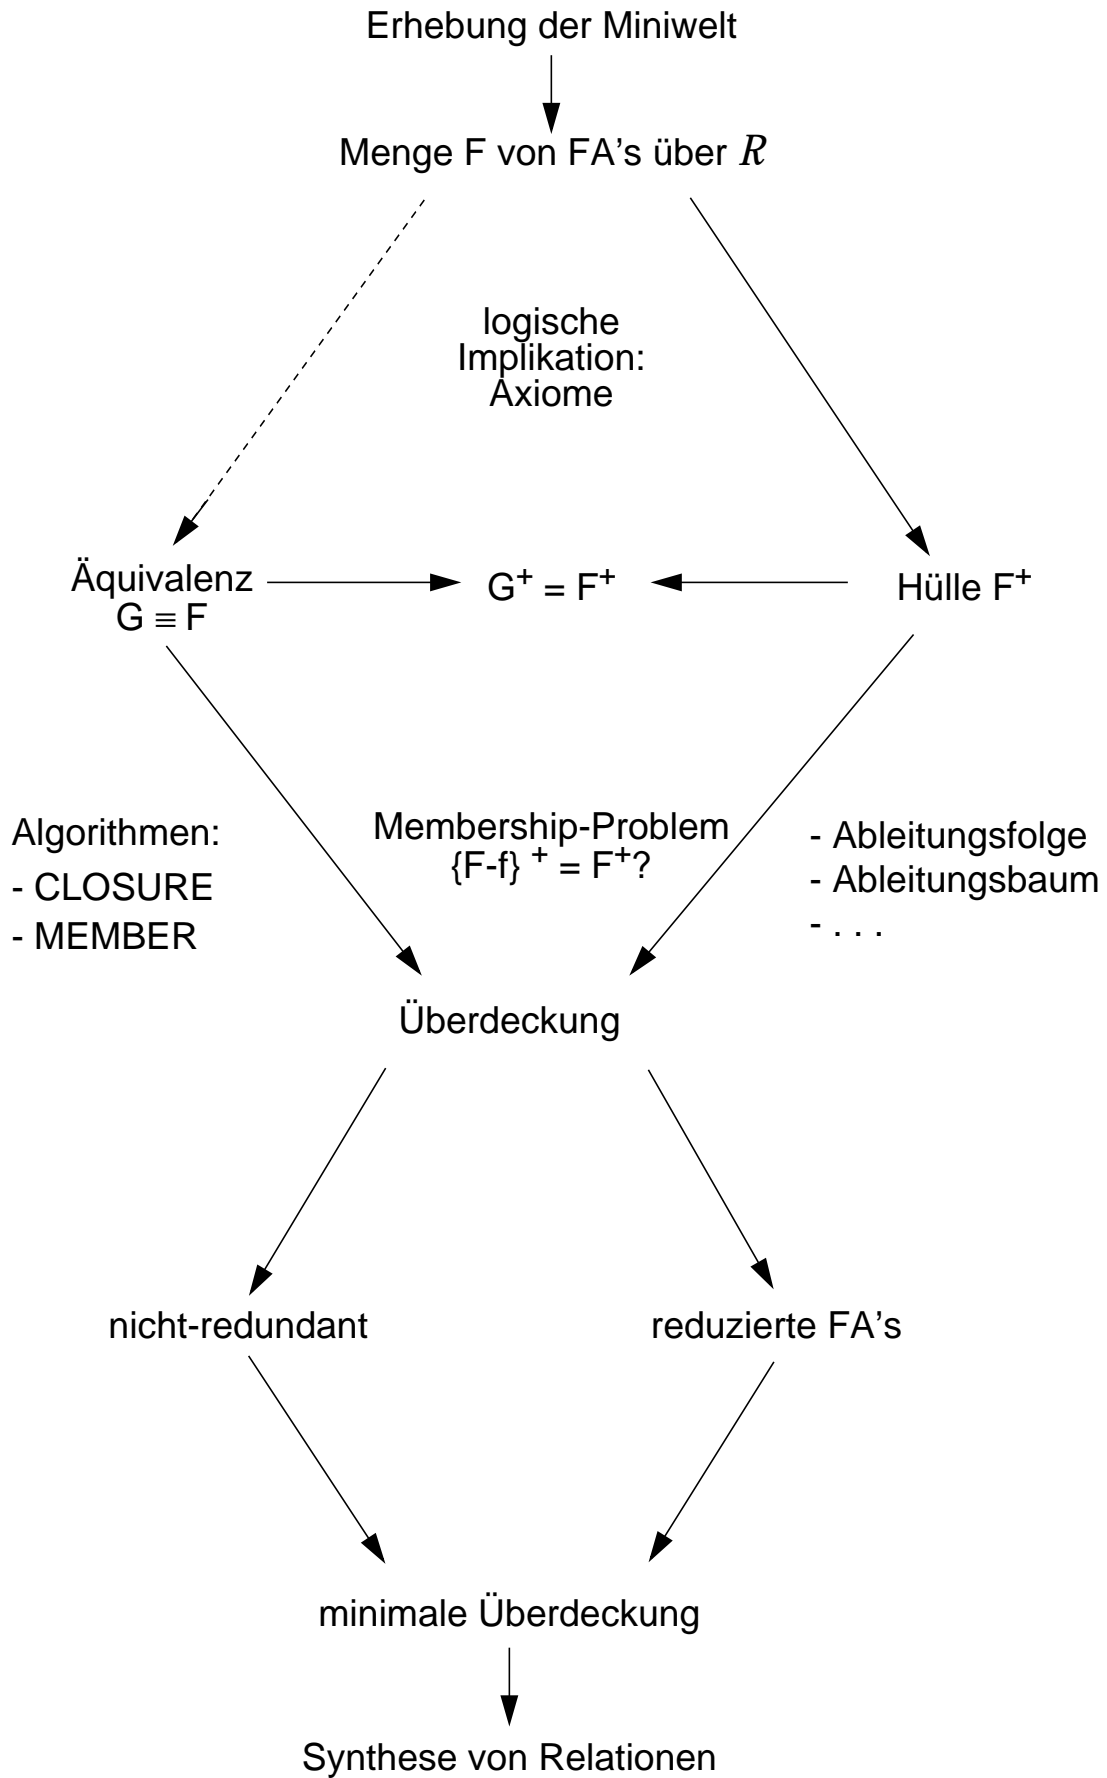 Erhebung der Miniwelt
Menge F von FA's über R
logische
Implikation:
Axiome
Äquivalenz
G ≡ F
G⁺ = F⁺
Hülle F⁺
Algorithmen:
- CLOSURE
- MEMBER
Membership-Problem
{F-f} ⁺ = F⁺?
- Ableitungsfolge
- Ableitungsbaum
- . . .
Überdeckung
nicht-redundant
reduzierte FA's
minimale Überdeckung
Synthese von Relationen